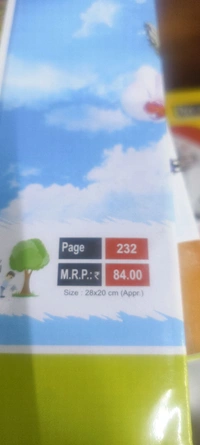 Page 232
M.R.P.: ₹ 84.00
Size : 28x20 cm (Appr.)